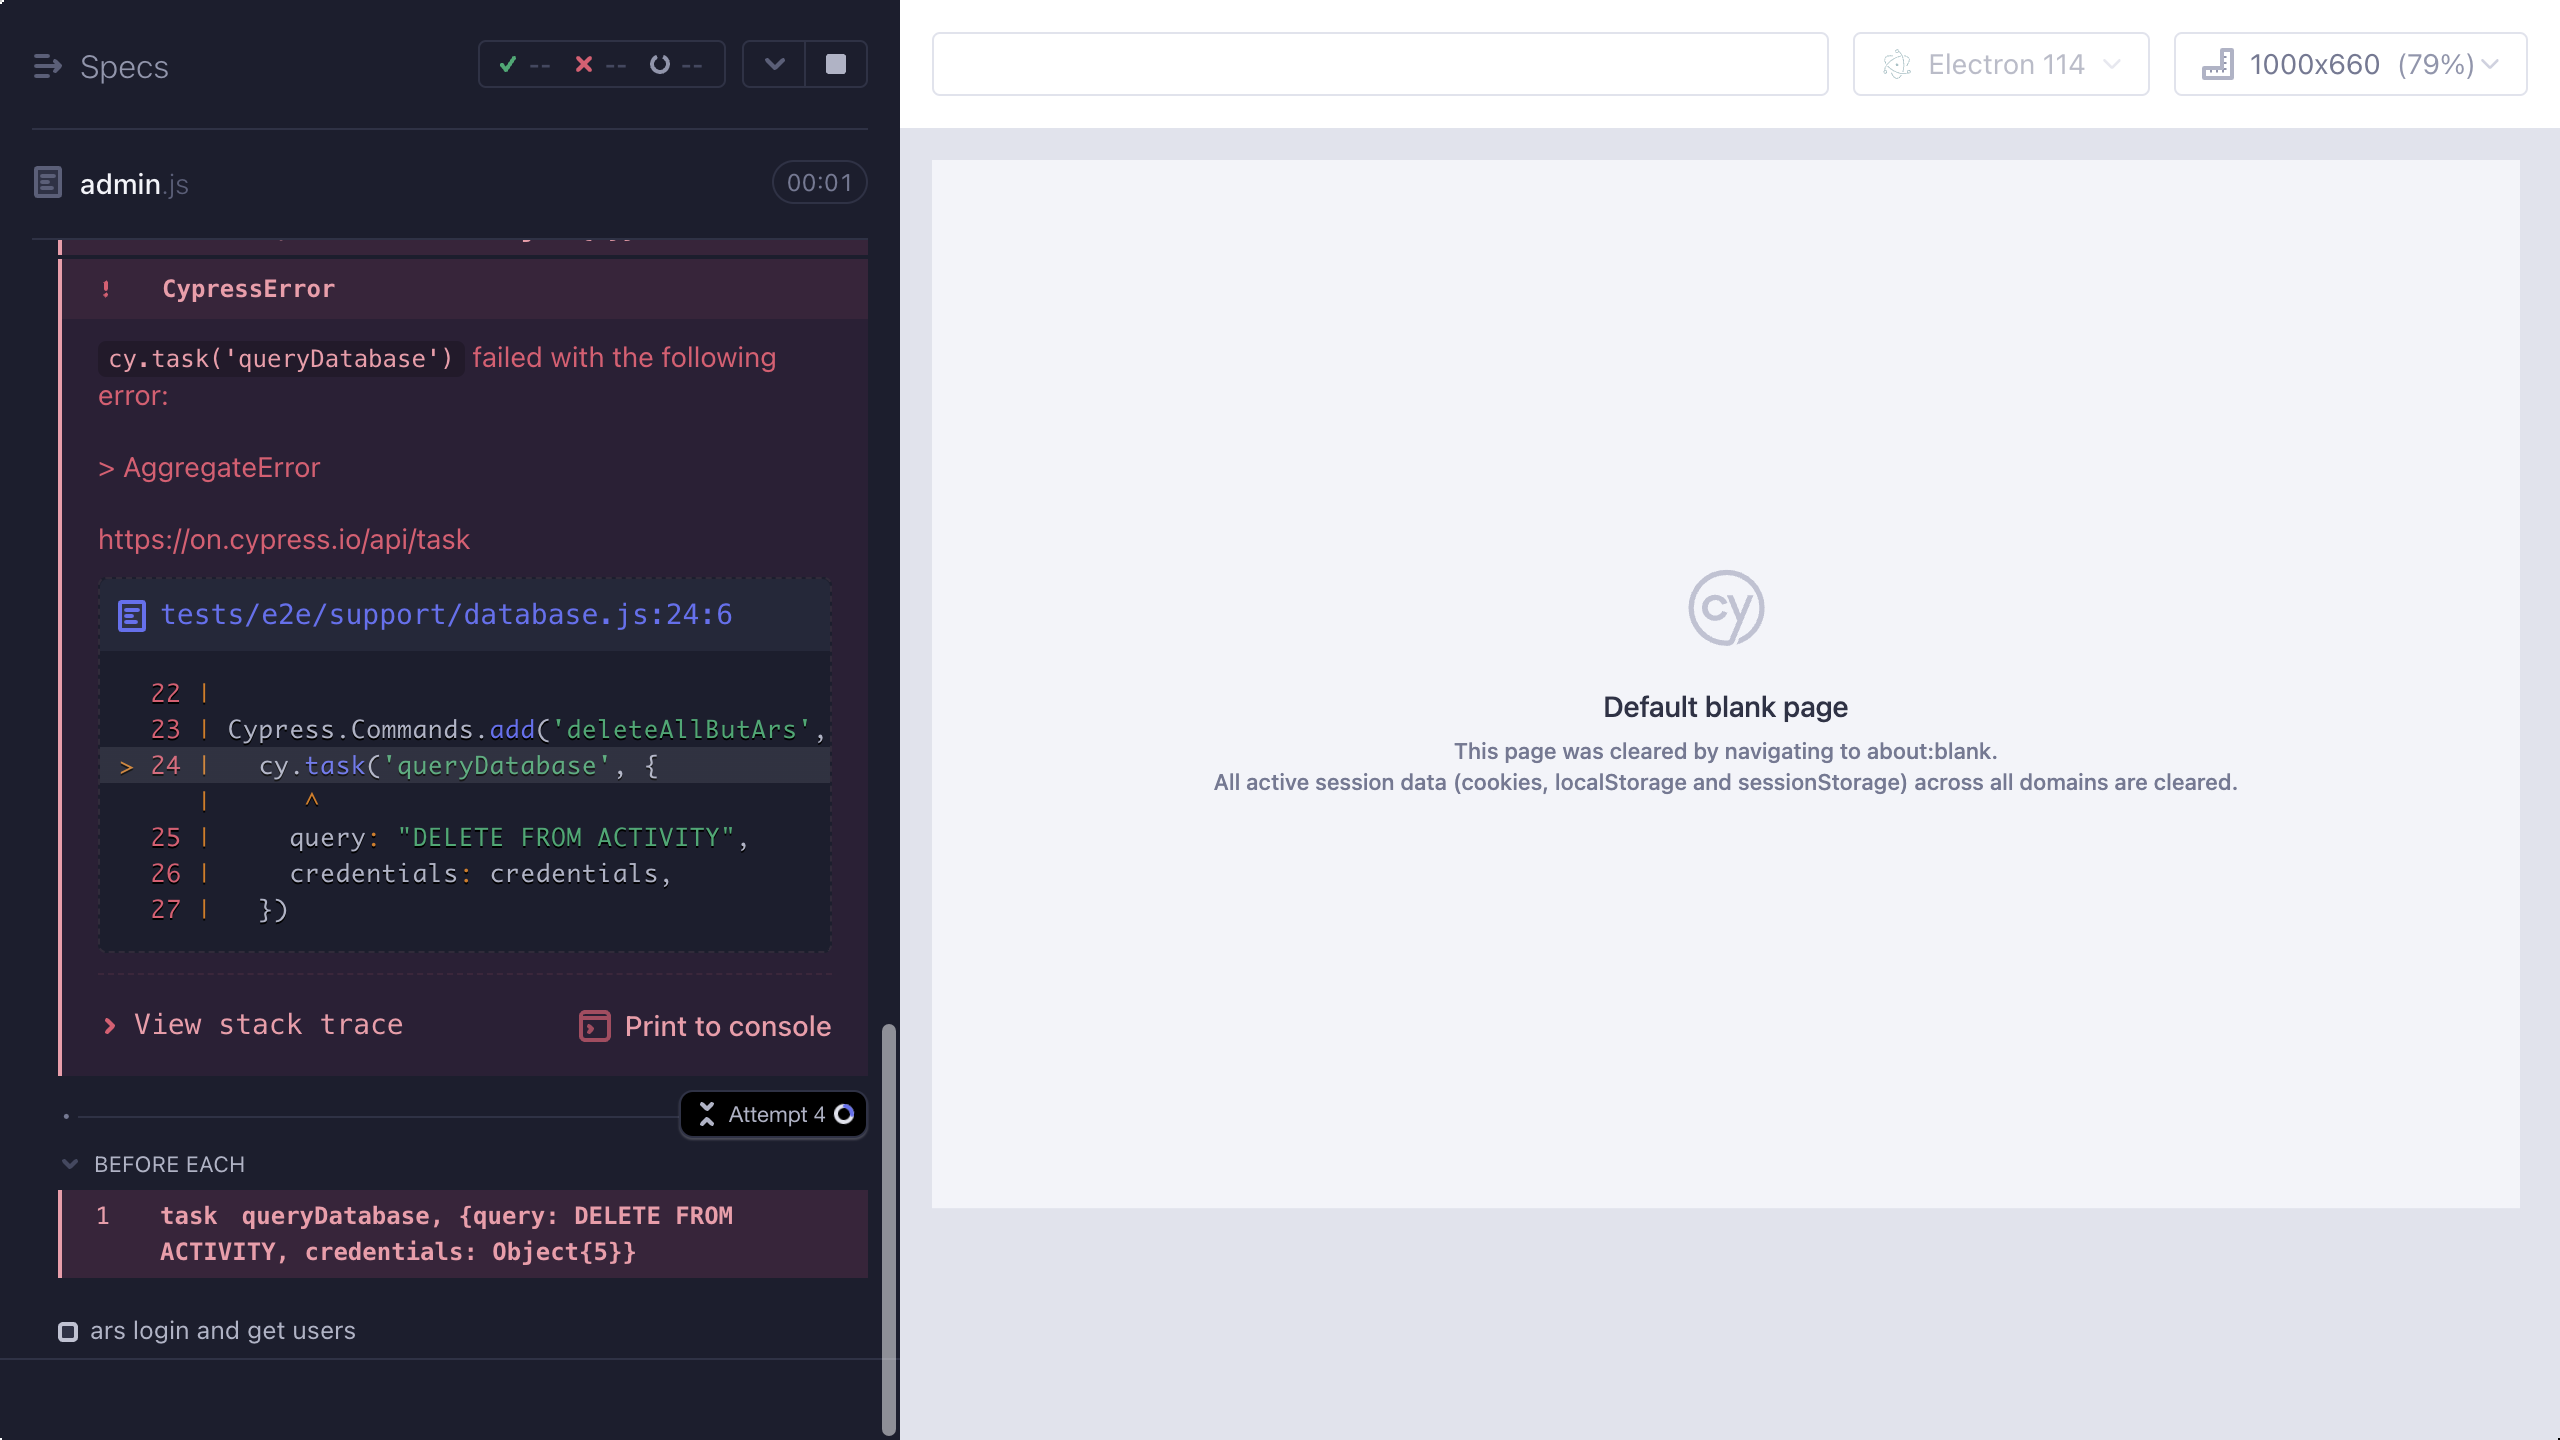 Specs
-- -- --
Electron 114
1000x660 (79%)
admin.js
00:01
! CypressError
cy.task('queryDatabase') failed with the following
error:
> AggregateError
https://on.cypress.io/api/task
tests/e2e/support/database.js:24:6
22 |
23 | Cypress.Commands.add('deleteAllButArs',
> 24 |   cy.task('queryDatabase', {
|      ^
25 |     query: "DELETE FROM ACTIVITY",
26 |     credentials: credentials,
27 |   })
View stack trace
Print to console
Attempt 4
BEFORE EACH
1 task queryDatabase, {query: DELETE FROM
ACTIVITY, credentials: Object{5}}
ars login and get users
cy
Default blank page
This page was cleared by navigating to about:blank.
All active session data (cookies, localStorage and sessionStorage) across all domains are cleared.